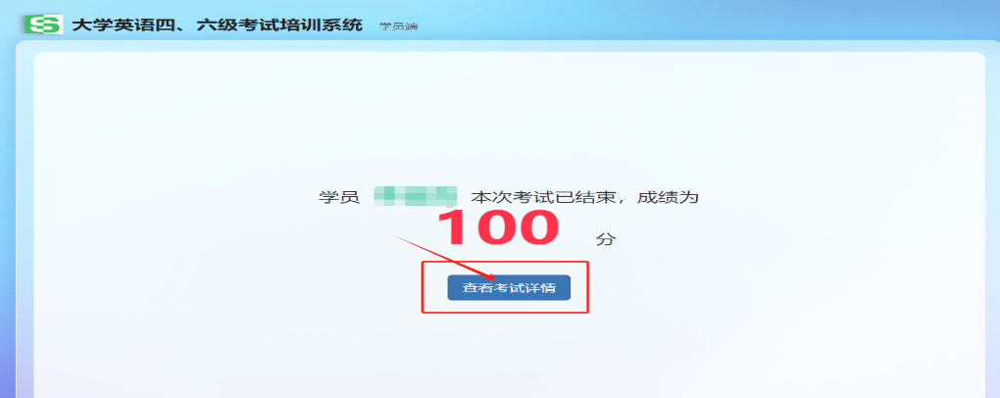 大学英语四、六级考试培训系统 学员端
学员 本次考试已结束，成绩为
100 分
查看考试详情